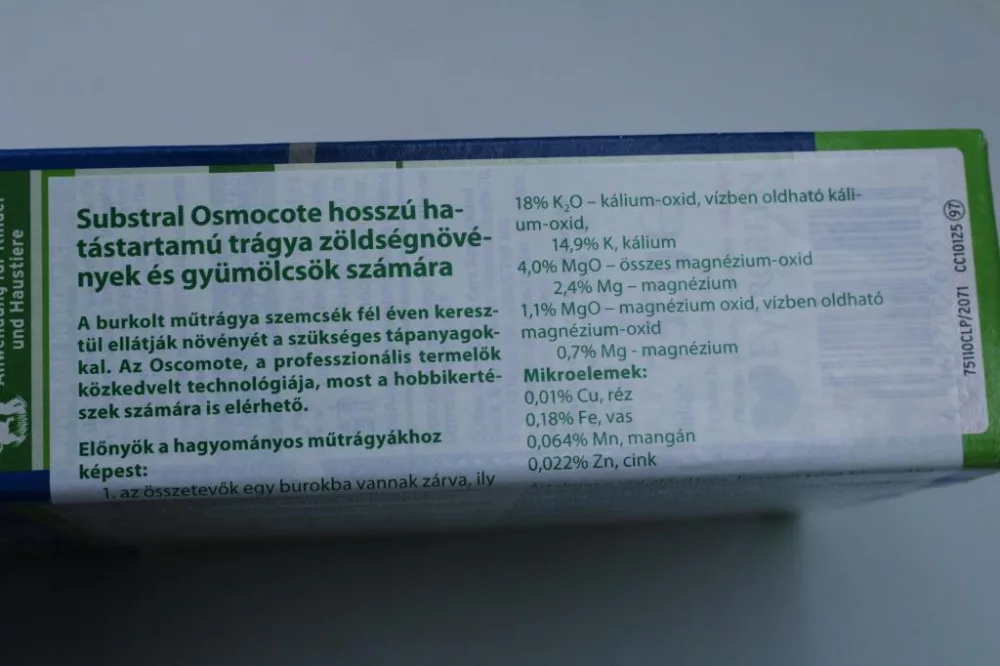 Substral Osmocote hosszú ha-
tástartamú trágya zöldségnövé-
nyek és gyümölcsök számára
A burkolt műtrágya szemcsék fél éven keresz-
tül ellátják növényét a szükséges tápanyagok-
kal. Az Oscomote, a professzionális termelők
közkedvelt technológiája, most a hobbikerté-
szek számára is elérhető.
Előnyök a hagyományos műtrágyákhoz
képest:
1. az összetevők egy burokba vannak zárva, ily
18% K₂O – kálium-oxid, vízben oldható káli-
um-oxid,
14,9% K, kálium
4,0% MgO – összes magnézium-oxid
2,4% Mg – magnézium
1,1% MgO – magnézium oxid, vízben oldható
magnézium-oxid
0,7% Mg - magnézium
Mikroelemek:
0,01% Cu, réz
0,18% Fe, vas
0,064% Mn, mangán
0,022% Zn, cink
und Haustiere
75110CLP/2071 CC10125 97